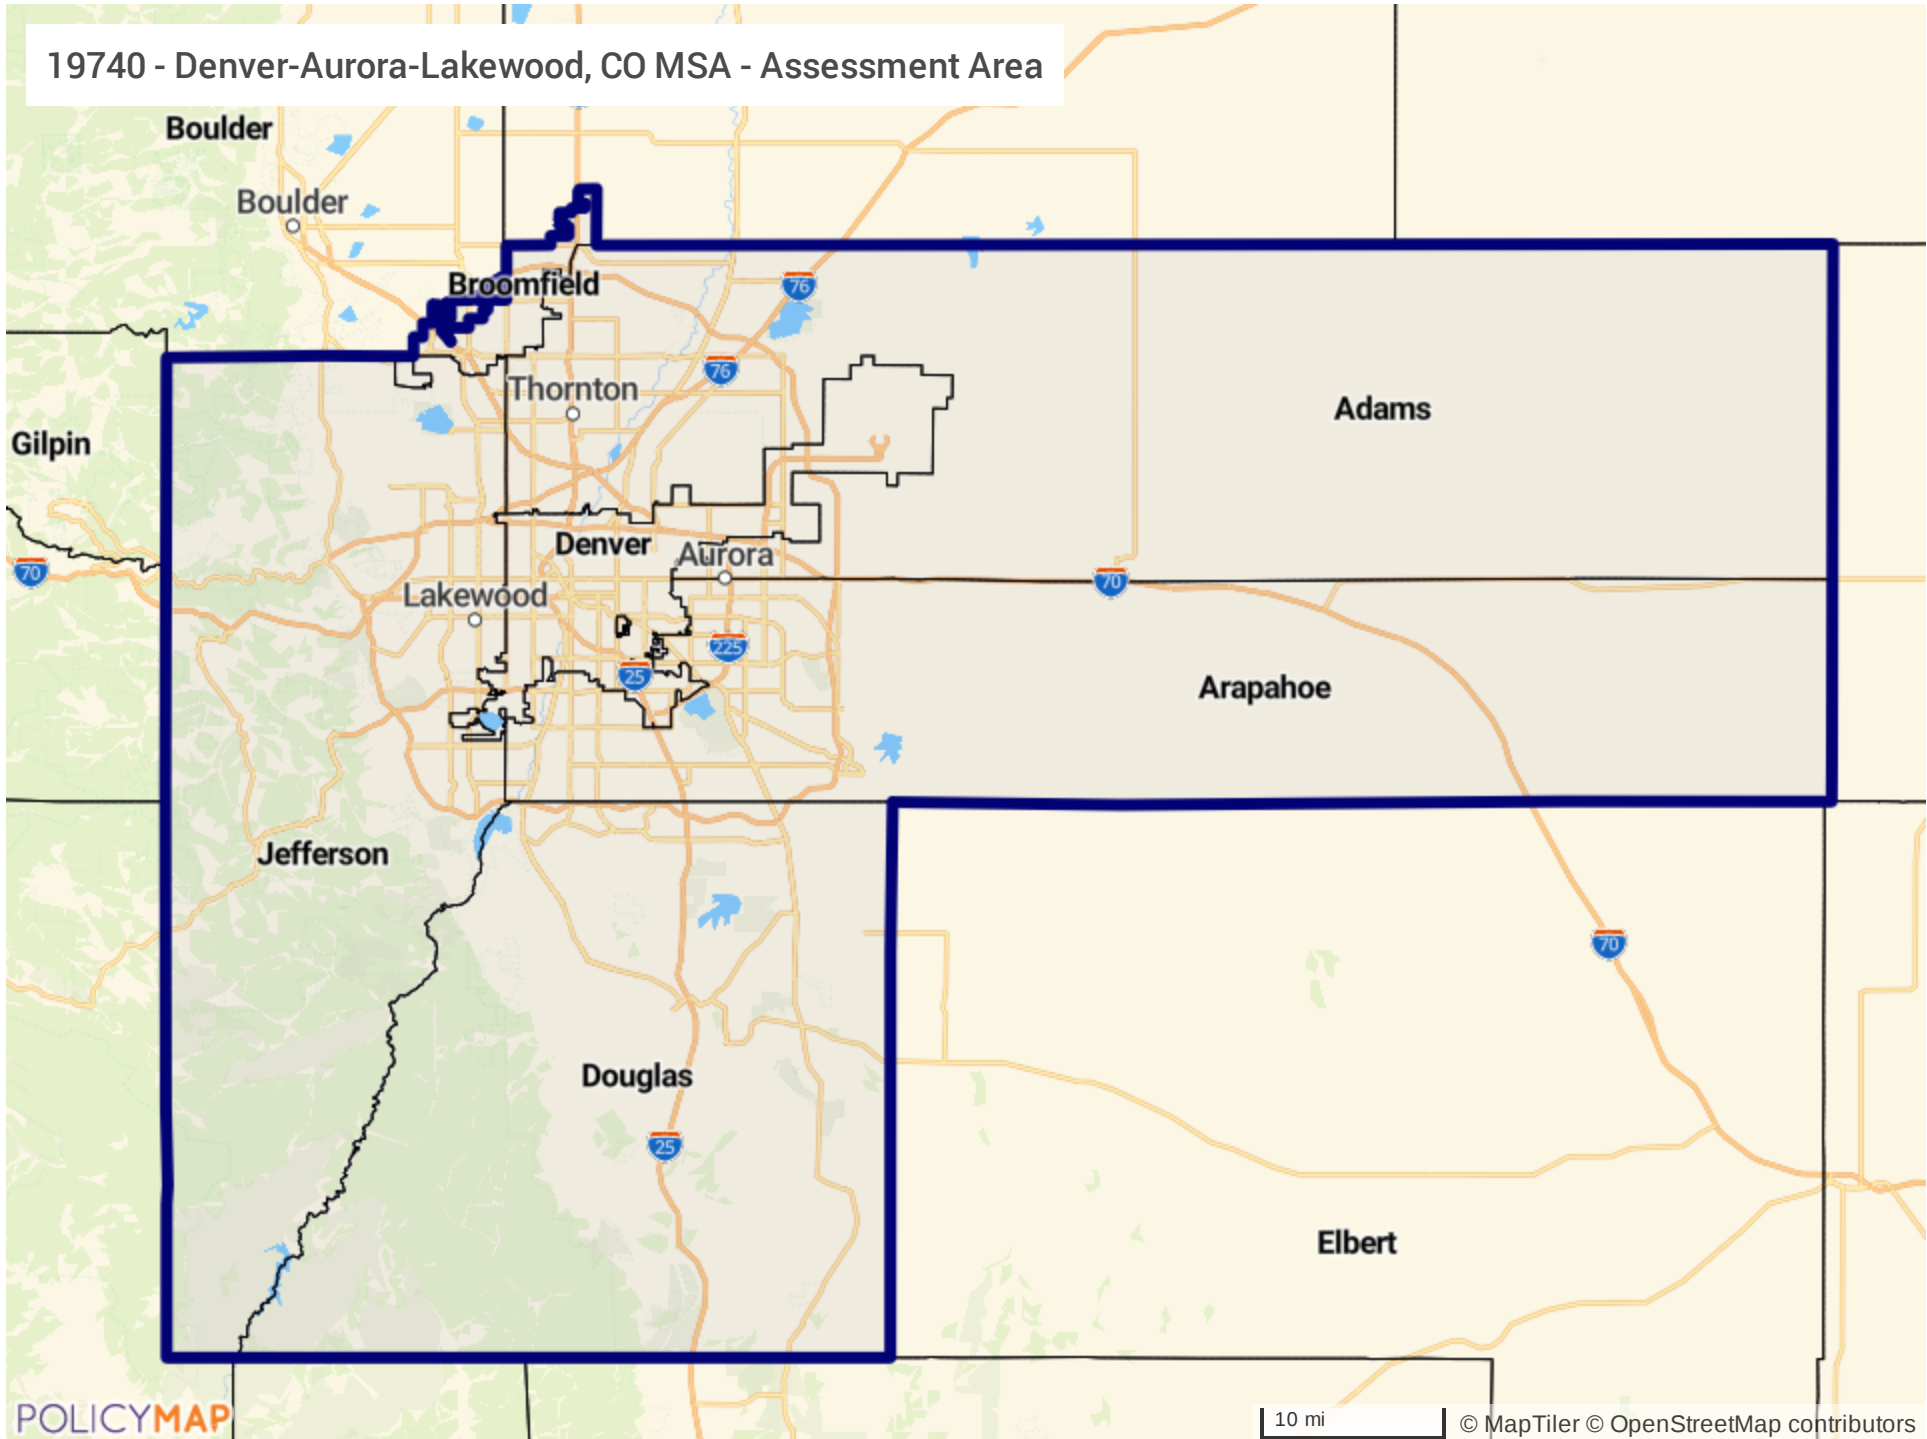 19740 - Denver-Aurora-Lakewood, CO MSA - Assessment Area
Boulder
Boulder
Broomfield
76
76
Thornton
Adams
Gilpin
Denver
Aurora
70
70
Lakewood
225
25
Arapahoe
Jefferson
70
Douglas
25
Elbert
POLICYMAP
10 mi
© MapTiler © OpenStreetMap contributors